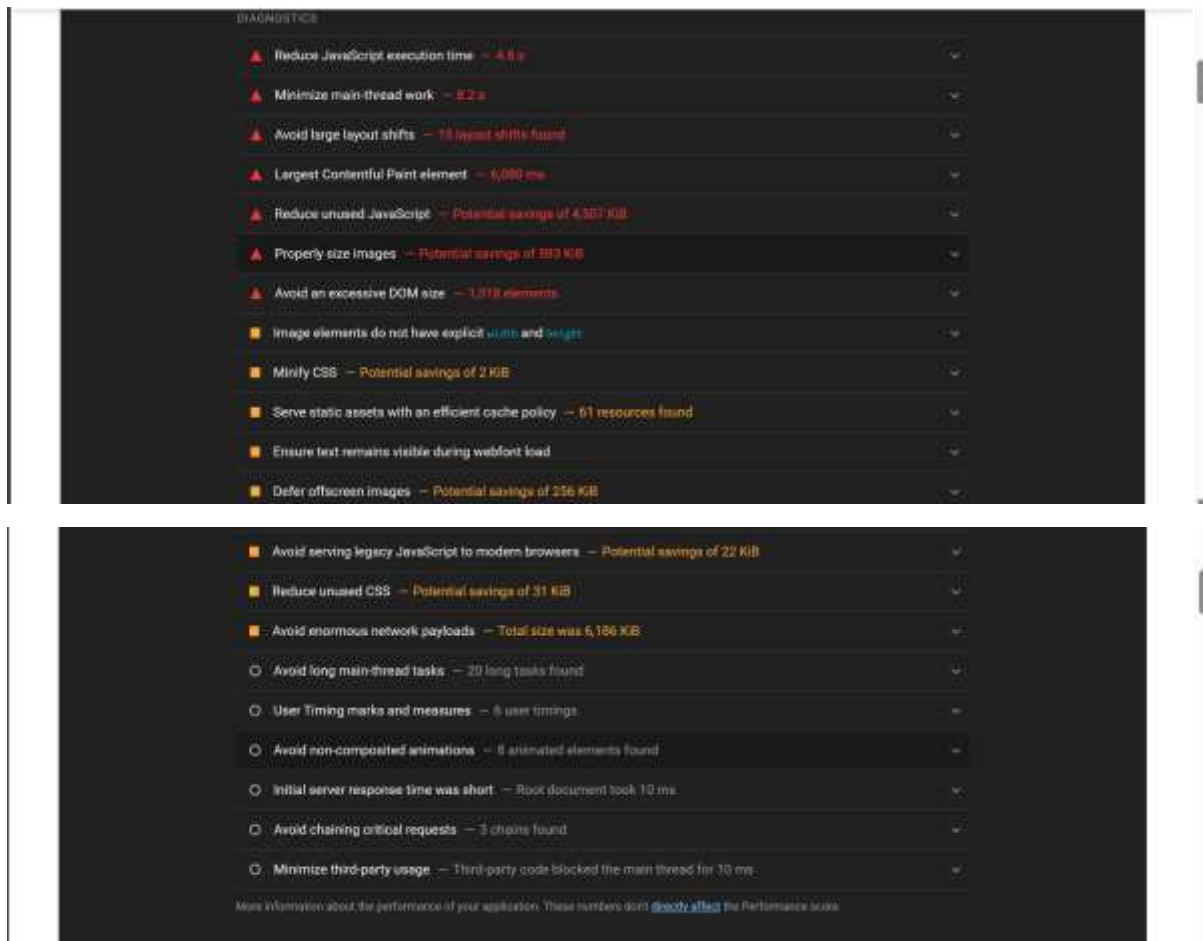 DIAGNOSTICS
Reduce JavaScript execution time — 4.8 s
Minimize main-thread work — 8.2 s
Avoid large layout shifts — 10 layout shifts found
Largest Contentful Paint element — 6,000 ms
Reduce unused JavaScript — Potential savings of 4,507 KiB
Properly size images — Potential savings of 593 KiB
Avoid an excessive DOM size — 1,018 elements
Image elements do not have explicit width and height
Minify CSS — Potential savings of 2 KiB
Serve static assets with an efficient cache policy — 61 resources found
Ensure text remains visible during webfont load
Defer offscreen images — Potential savings of 256 KiB
Avoid serving legacy JavaScript to modern browsers — Potential savings of 22 KiB
Reduce unused CSS — Potential savings of 31 KiB
Avoid enormous network payloads — Total size was 6,186 KiB
Avoid long main-thread tasks — 20 long tasks found
User Timing marks and measures — 6 user timings
Avoid non-composited animations — 8 animated elements found
Initial server response time was short — Root document took 10 ms
Avoid chaining critical requests — 3 chains found
Minimize third-party usage — Third-party code blocked the main thread for 10 ms
More information about the performance of your application. These numbers don't directly affect the Performance score.